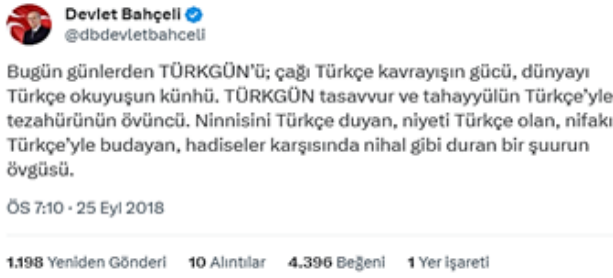 Devlet Bahçeli
@dbdevletbahceli
Bugün günlerden TÜRKGÜN'ü; çağı Türkçe kavrayışın gücü, dünyayı
Türkçe okuyuşun künhü. TÜRKGÜN tasavvur ve tahayyülün Türkçe'yle
tezahürünün övüncü. Ninnisini Türkçe duyan, niyeti Türkçe olan, nifakı
Türkçe'yle budayan, hadiseler karşısında nihal gibi duran bir şuurun
övgüsü.
ÖS 7:10 · 25 Eyl 2018
1.198 Yeniden Gönderi 10 Alıntılar 4.396 Beğeni 1 Yer işareti